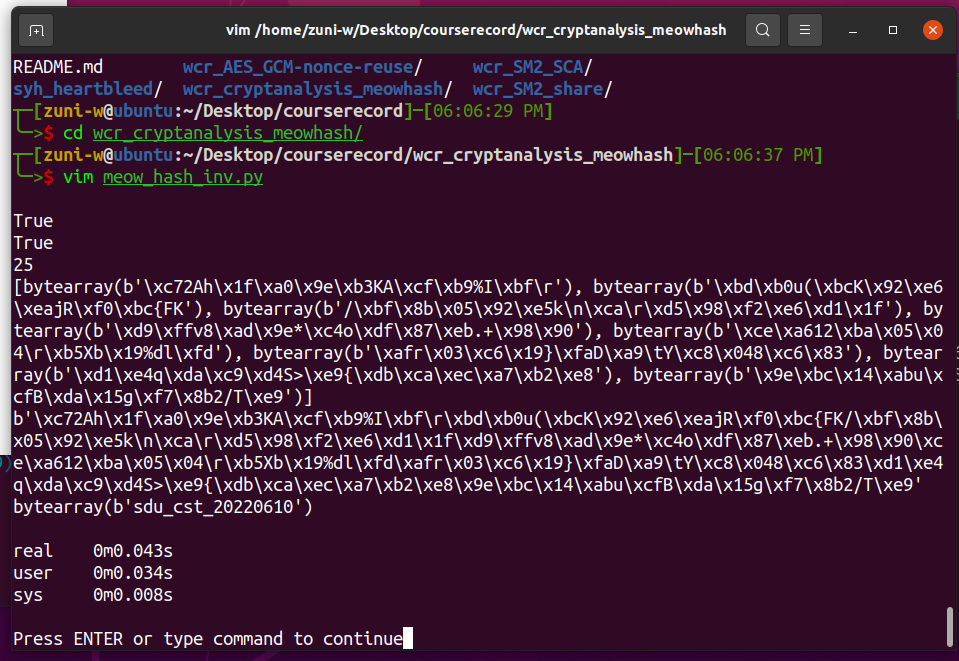 vim /home/zuni-w/Desktop/courserecord/wcr_cryptanalysis_meowhash
README.md wcr_AES_GCM-nonce-reuse/ wcr_SM2_SCA/
syh_heartbleed/ wcr_cryptanalysis_meowhash/ wcr_SM2_share/
┬─[zuni-w@ubuntu:~/Desktop/courserecord]─[06:06:29 PM]
╰─>$ cd wcr_cryptanalysis_meowhash/
┬─[zuni-w@ubuntu:~/Desktop/courserecord/wcr_cryptanalysis_meowhash]─[06:06:37 PM]
╰─>$ vim meow_hash_inv.py
True
True
25
[bytearray(b'\xc72Ah\x1f\xa0\x9e\xb3KA\xcf\xb9%I\xbf\r'), bytearray(b'\xbd\xb0u(\xbcK\x92\xe6
\xeajR\xf0\xbc{FK'), bytearray(b'/\xbf\x8b\x05\x92\xe5k\n\xca\r\xd5\x98\xf2\xe6\xd1\x1f'), by
tearray(b'\xd9\xffv8\xad\x9e*\xc4o\xdf\x87\xeb.+\x98\x90'), bytearray(b'\xce\xa612\xba\x05\x0
4\r\xb5Xb\x19%dl\xfd'), bytearray(b'\xafr\x03\xc6\x19}\xfaD\xa9\tY\xc8\x048\xc6\x83'), bytear
ray(b'\xd1\xe4q\xda\xc9\xd4S>\xe9{\xdb\xca\xec\xa7\xb2\xe8'), bytearray(b'\x9e\xbc\x14\xabu\x
cfB\xda\x15g\xf7\x8b2/T\xe9')]
b'\xc72Ah\x1f\xa0\x9e\xb3KA\xcf\xb9%I\xbf\r\xbd\xb0u(\xbcK\x92\xe6\xeajR\xf0\xbc{FK/\xbf\x8b\
x05\x92\xe5k\n\xca\r\xd5\x98\xf2\xe6\xd1\x1f\xd9\xffv8\xad\x9e*\xc4o\xdf\x87\xeb.+\x98\x90\xc
e\xa612\xba\x05\x04\r\xb5Xb\x19%dl\xfd\xafr\x03\xc6\x19}\xfaD\xa9\tY\xc8\x048\xc6\x83\xd1\xe4
q\xda\xc9\xd4S>\xe9{\xdb\xca\xec\xa7\xb2\xe8\x9e\xbc\x14\xabu\xcfB\xda\x15g\xf7\x8b2/T\xe9'
bytearray(b'sdu_cst_20220610')
real 0m0.043s
user 0m0.034s
sys 0m0.008s
Press ENTER or type command to continue